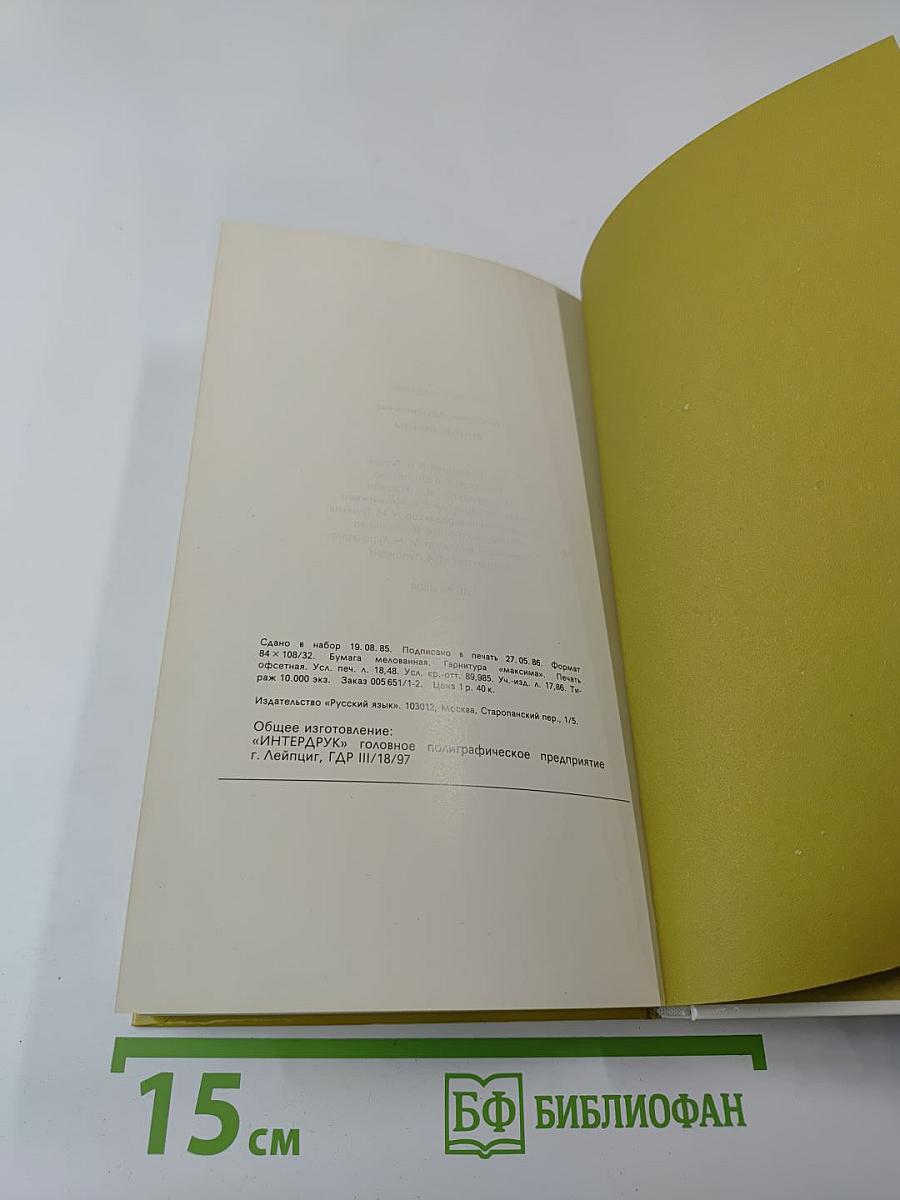 Сдано в набор 19.08.85. Подписано в печать 27.05.86. Формат
84 × 108/32. Бумага мелованная. Гарнитура «максима». Печать
офсетная. Усл. печ. л. 18,48. Усл. кр.-отт. 89,985. Уч.-изд. л. 17,86. Ти-
раж 10.000 экз. Заказ 005651/1-2. Цена 1 р. 40 к.
Издательство «Русский язык». 103012, Москва, Старопанский пер., 1/5.
Общее изготовление:
«ИНТЕРДРУК» головное полиграфическое предприятие
г. Лейпциг, ГДР III/18/97
15 см
БФ БИБЛИОФАН